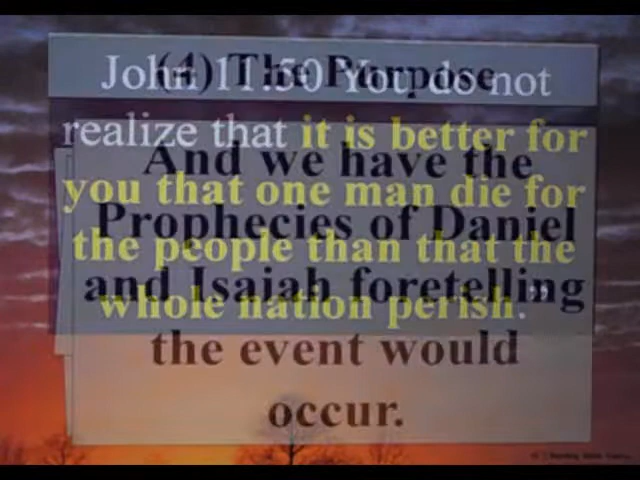 John 11:50 You do not
realize that it is better for
you that one man die for
the people than that the
whole nation perish."
(4) The Purpose
And we have the
Prophecies of Daniel
and Isaiah foretelling
the event would
occur.